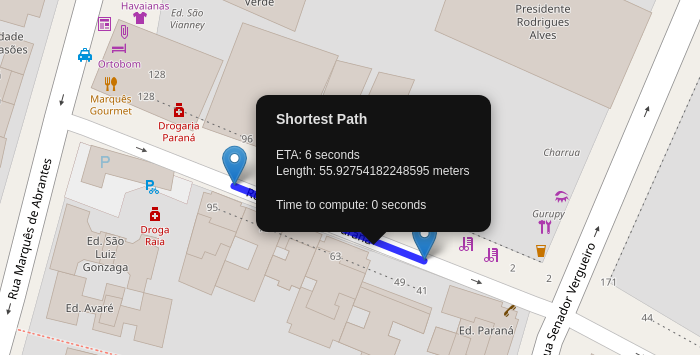 Havaianas
Verde
Ed. São
Vianney
Presidente
Rodrigues
Alves
dade
asões
Ortobom
128
Marquês
Gourmet
128
Drogaria
Paraná
96
Shortest Path
ETA: 6 seconds
Length: 55.92754182248595 meters
Time to compute: 0 seconds
Charrua
P
Rua Marquês de Abrantes
95
Gurupy
Droga
Raia
Ed. São
Luiz
Gonzaga
63
2
2
49
41
171
Ed. Avaré
Ed. Paraná
44
ua Senador Vergueiro